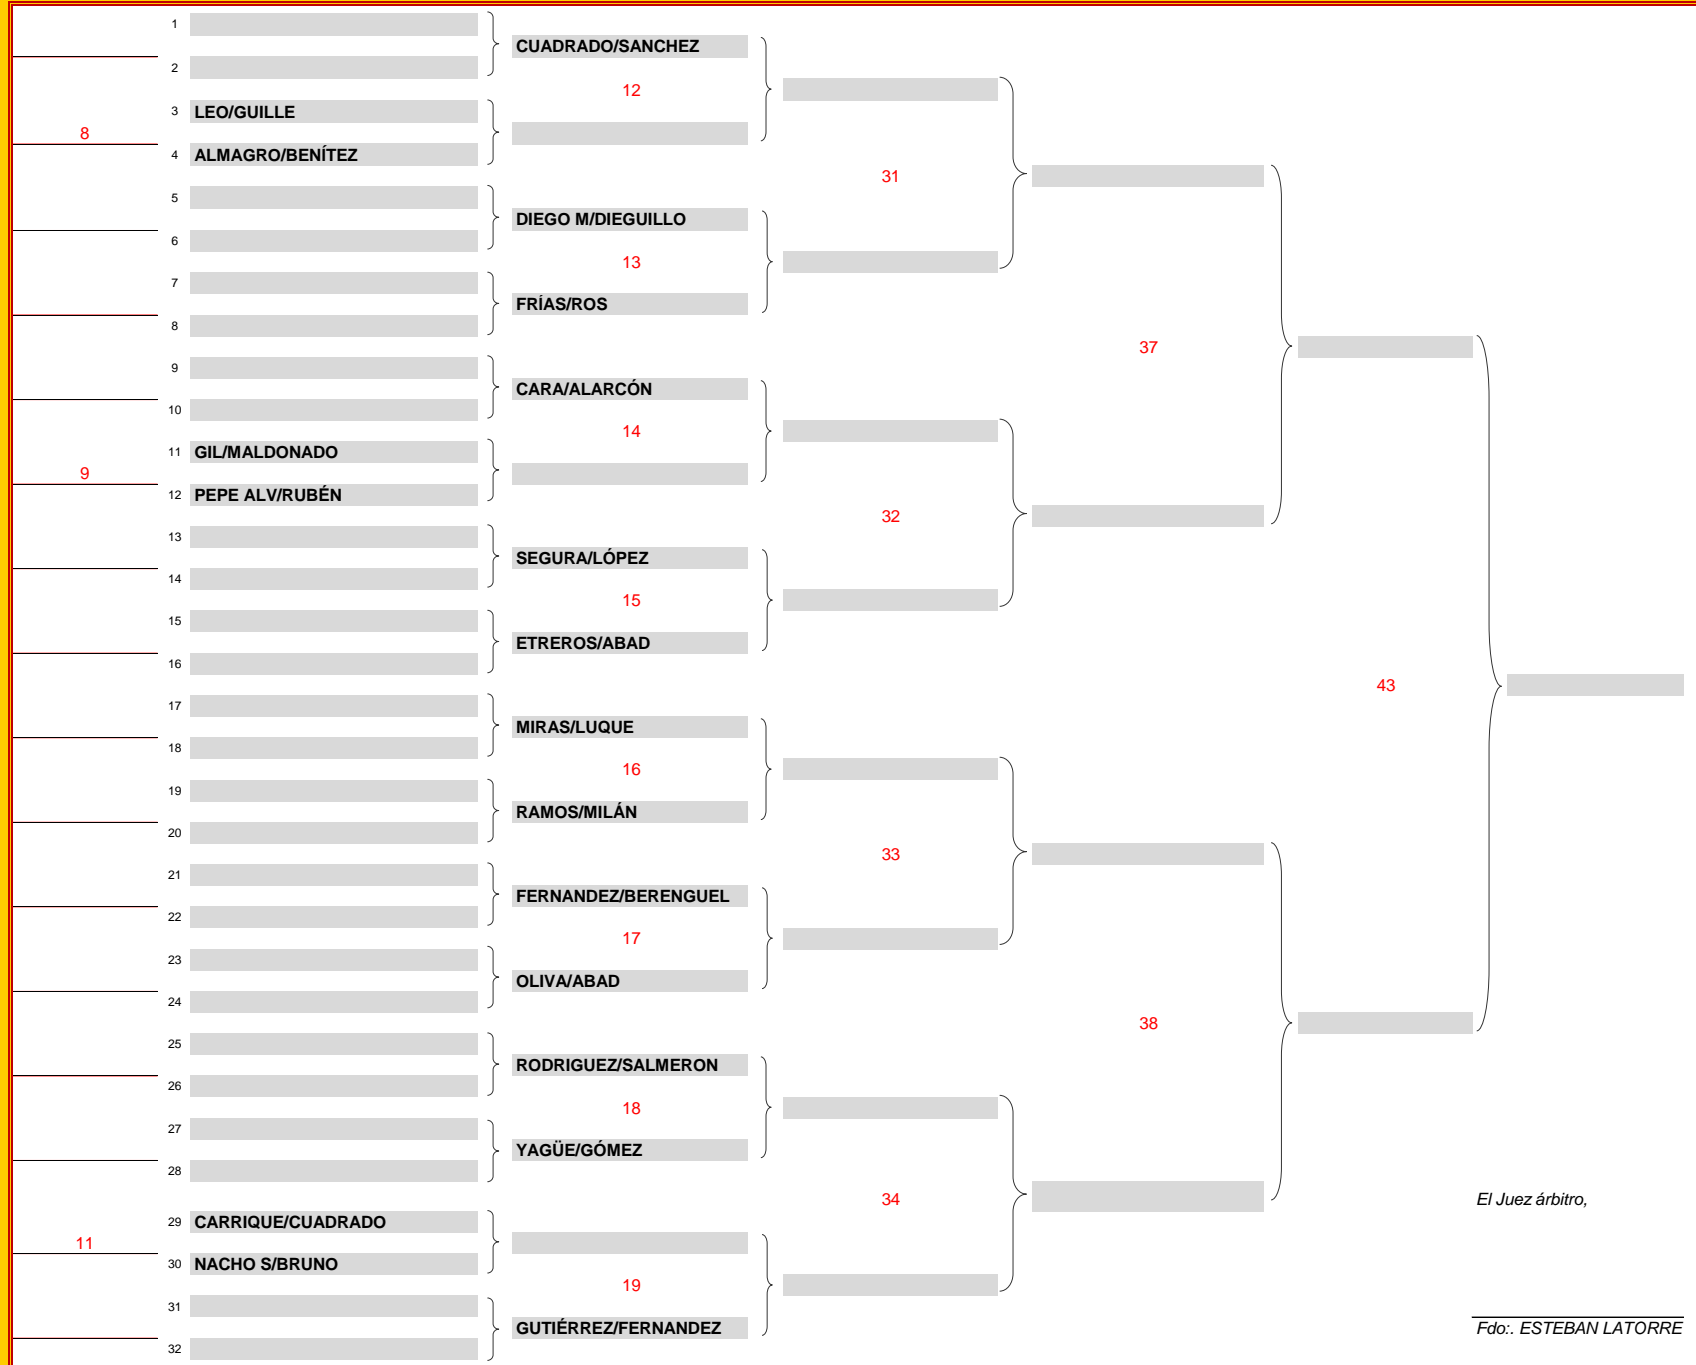 1
CUADRADO/SANCHEZ
2
12
3 LEO/GUILLE
8
4 ALMAGRO/BENÍTEZ
31
5
DIEGO M/DIEGUILLO
6
13
7
FRÍAS/ROS
8
37
9
CARA/ALARCÓN
10
14
11 GIL/MALDONADO
9
12 PEPE ALV/RUBÉN
32
13
SEGURA/LÓPEZ
14
15
15
ETREROS/ABAD
16
43
17
MIRAS/LUQUE
18
16
19
RAMOS/MILÁN
20
33
21
FERNANDEZ/BERENGUEL
22
17
23
OLIVA/ABAD
24
38
25
RODRIGUEZ/SALMERON
26
18
27
YAGÜE/GÓMEZ
28
34
El Juez árbitro,
29 CARRIQUE/CUADRADO
11
30 NACHO S/BRUNO
19
31
GUTIÉRREZ/FERNANDEZ
Fdo:. ESTEBAN LATORRE
32